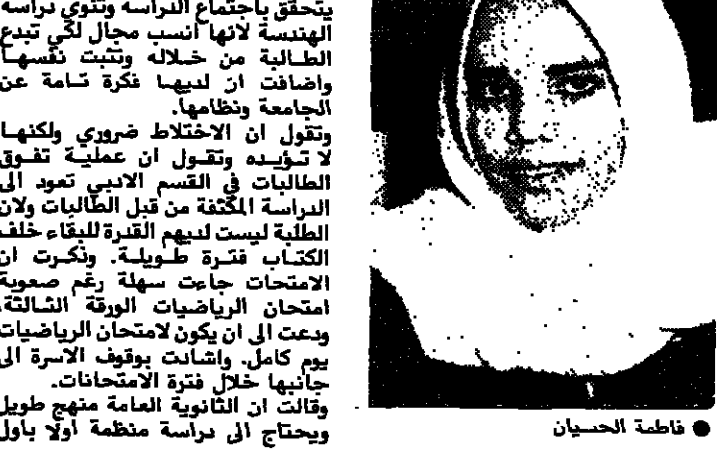 يتحقق باجتماع الدراسة وتنوي دراسة
الهندسة لانها انسب مجال لكي تبدع
الطالبة من خلاله وتثبت نفسها
واضافت ان لديها فكرة تامة عن
الجامعة ونظامها.
وتقول ان الاختلاط ضروري ولكنها
لا تؤيده وتقول ان عملية تفوق
الطالبات في القسم الادبي تعود الى
الدراسة المكثفة من قبل الطالبات ولان
الطلبة ليست لديهم القدرة للبقاء خلف
الكتاب فترة طويلة. وذكرت ان
الامتحات جاءت سهلة رغم صعوبة
امتحان الرياضيات الورقة الثالثة،
ودعت الى ان يكون لامتحان الرياضيات
يوم كامل. واشادت بوقوف الاسرة الى
جانبها خلال فترة الامتحانات.
وقالت ان الثانوية العامة منهج طويل
ويحتاج الى دراسة منظمة اولا باول
● فاطمة الحسيان